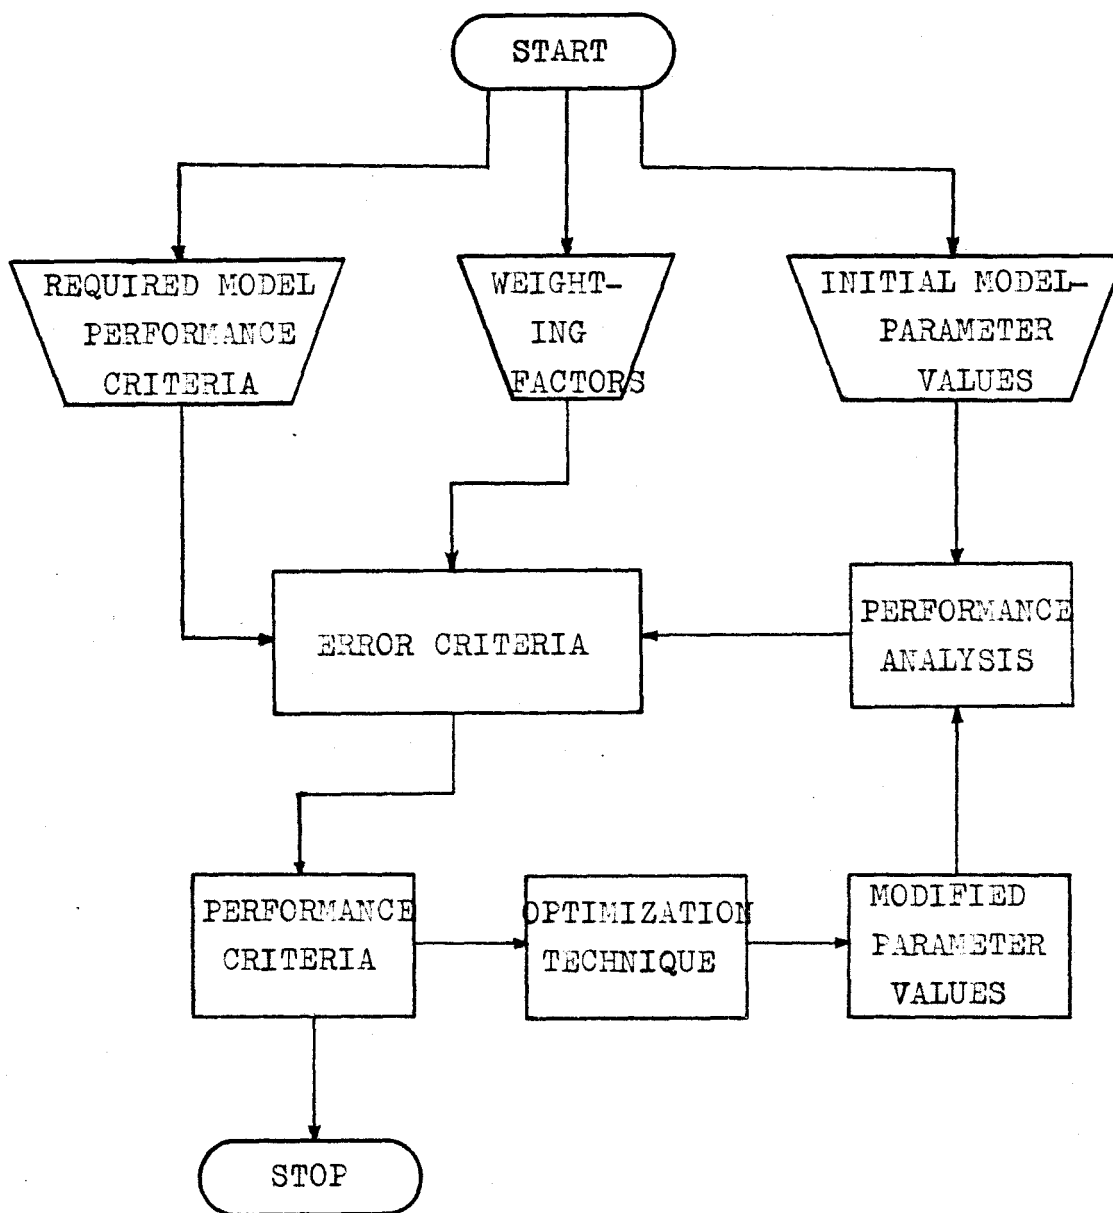 START
REQUIRED MODEL
PERFORMANCE
CRITERIA
WEIGHT-
ING
FACTORS
INITIAL MODEL-
PARAMETER
VALUES
ERROR CRITERIA
PERFORMANCE
ANALYSIS
PERFORMANCE
CRITERIA
OPTIMIZATION
TECHNIQUE
MODIFIED
PARAMETER
VALUES
STOP